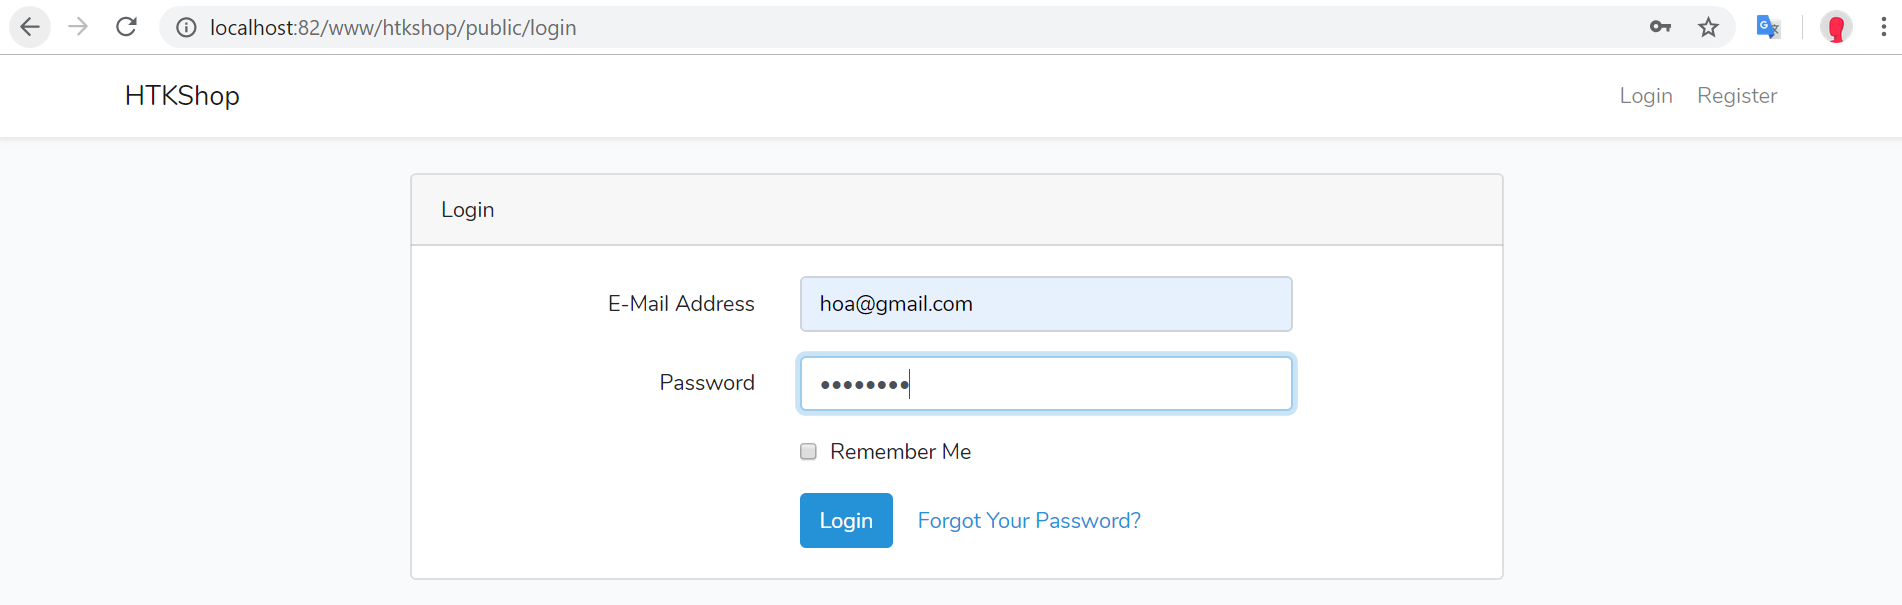 localhost:82/www/htkshop/public/login
HTKShop
Login
Register
Login
E-Mail Address
hoa@gmail.com
Password
••••••••
Remember Me
Login
Forgot Your Password?